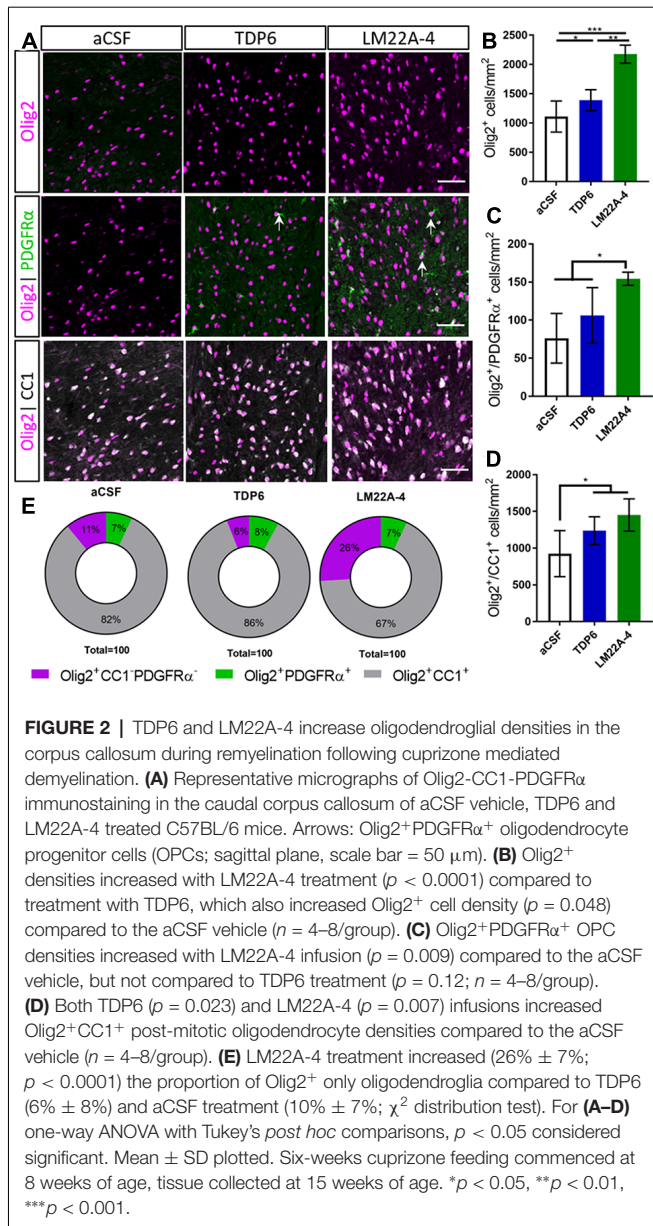 A
aCSF
TDP6
LM22A-4
Olig2
Olig2 | PDGFRα
Olig2 | CC1
B
Olig2⁺ cells/mm²
2500
2000
1500
1000
500
0
***
*
**
aCSF
TDP6
LM22A-4
C
Olig2⁺/PDGFRα⁺ cells/mm²
200
150
100
50
0
*
aCSF
TDP6
LM22A4
D
Olig2⁺/CC1⁺ cells/mm²
2000
1500
1000
500
0
*
aCSF
TDP6
LM22A-4
E
aCSF
TDP6
LM22A-4
11%
7%
82%
6%
8%
86%
26%
7%
67%
Total=100
Total=100
Total=100
Olig2⁺CC1⁻PDGFRα⁻
Olig2⁺PDGFRα⁺
Olig2⁺CC1⁺
FIGURE 2 | TDP6 and LM22A-4 increase oligodendroglial densities in the
corpus callosum during remyelination following cuprizone mediated
demyelination. (A) Representative micrographs of Olig2-CC1-PDGFRα
immunostaining in the caudal corpus callosum of aCSF vehicle, TDP6 and
LM22A-4 treated C57BL/6 mice. Arrows: Olig2⁺PDGFRα⁺ oligodendrocyte
progenitor cells (OPCs; sagittal plane, scale bar = 50 μm). (B) Olig2⁺
densities increased with LM22A-4 treatment (p < 0.0001) compared to
treatment with TDP6, which also increased Olig2⁺ cell density (p = 0.048)
compared to the aCSF vehicle (n = 4–8/group). (C) Olig2⁺PDGFRα⁺ OPC
densities increased with LM22A-4 infusion (p = 0.009) compared to the aCSF
vehicle, but not compared to TDP6 treatment (p = 0.12; n = 4–8/group).
(D) Both TDP6 (p = 0.023) and LM22A-4 (p = 0.007) infusions increased
Olig2⁺CC1⁺ post-mitotic oligodendrocyte densities compared to the aCSF
vehicle (n = 4–8/group). (E) LM22A-4 treatment increased (26% ± 7%;
p < 0.0001) the proportion of Olig2⁺ only oligodendroglia compared to TDP6
(6% ± 8%) and aCSF treatment (10% ± 7%; χ² distribution test). For (A–D)
one-way ANOVA with Tukey's post hoc comparisons, p < 0.05 considered
significant. Mean ± SD plotted. Six-weeks cuprizone feeding commenced at
8 weeks of age, tissue collected at 15 weeks of age. *p < 0.05, **p < 0.01,
***p < 0.001.